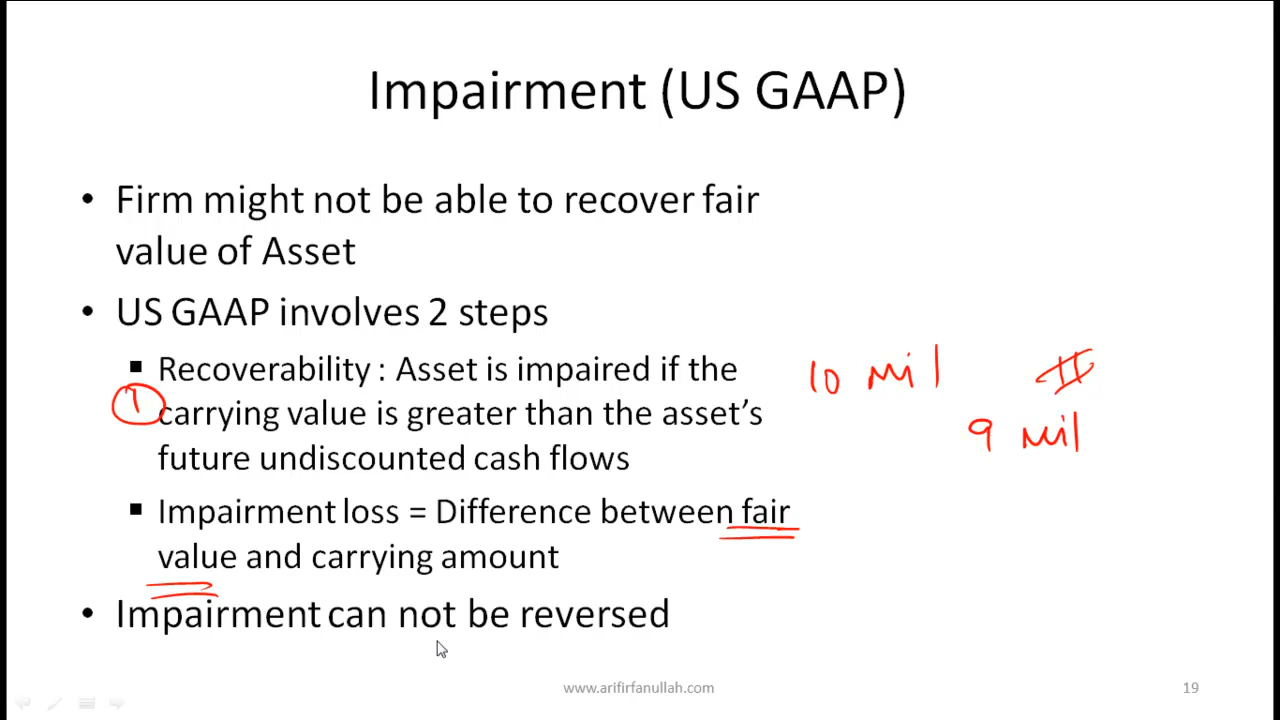 Impairment (US GAAP)
• Firm might not be able to recover fair
value of Asset
• US GAAP involves 2 steps
▪ Recoverability : Asset is impaired if the
carrying value is greater than the asset’s
future undiscounted cash flows
10 mil
9 mil
▪ Impairment loss = Difference between fair
value and carrying amount
• Impairment can not be reversed
www.arifirfanullah.com
19